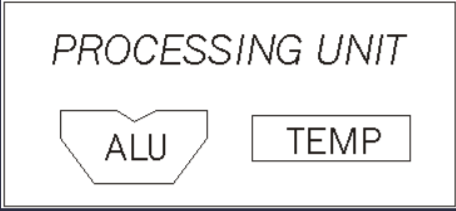 PROCESSING UNIT
ALU TEMP